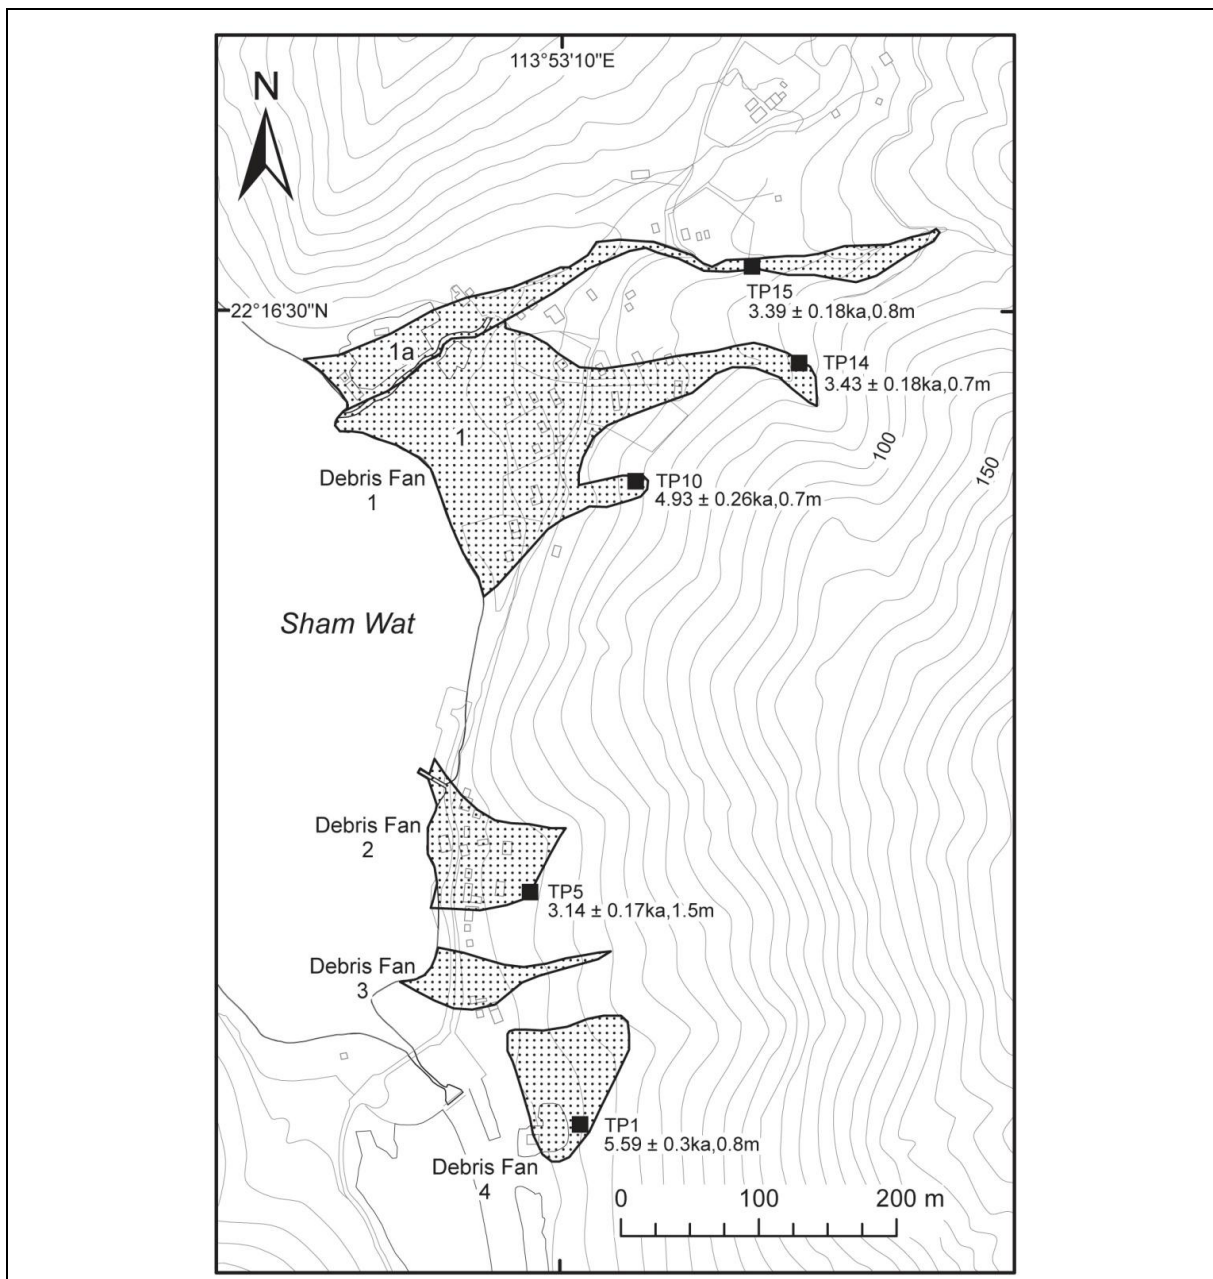 113°53'10"E
N
22°16'30"N
TP15
3.39 ± 0.18ka,0.8m
1a
TP14
3.43 ± 0.18ka,0.7m
1
100
150
Debris Fan
1
TP10
4.93 ± 0.26ka,0.7m
Sham Wat
Debris Fan
2
TP5
3.14 ± 0.17ka,1.5m
Debris Fan
3
TP1
5.59 ± 0.3ka,0.8m
Debris Fan
4
0 100 200 m